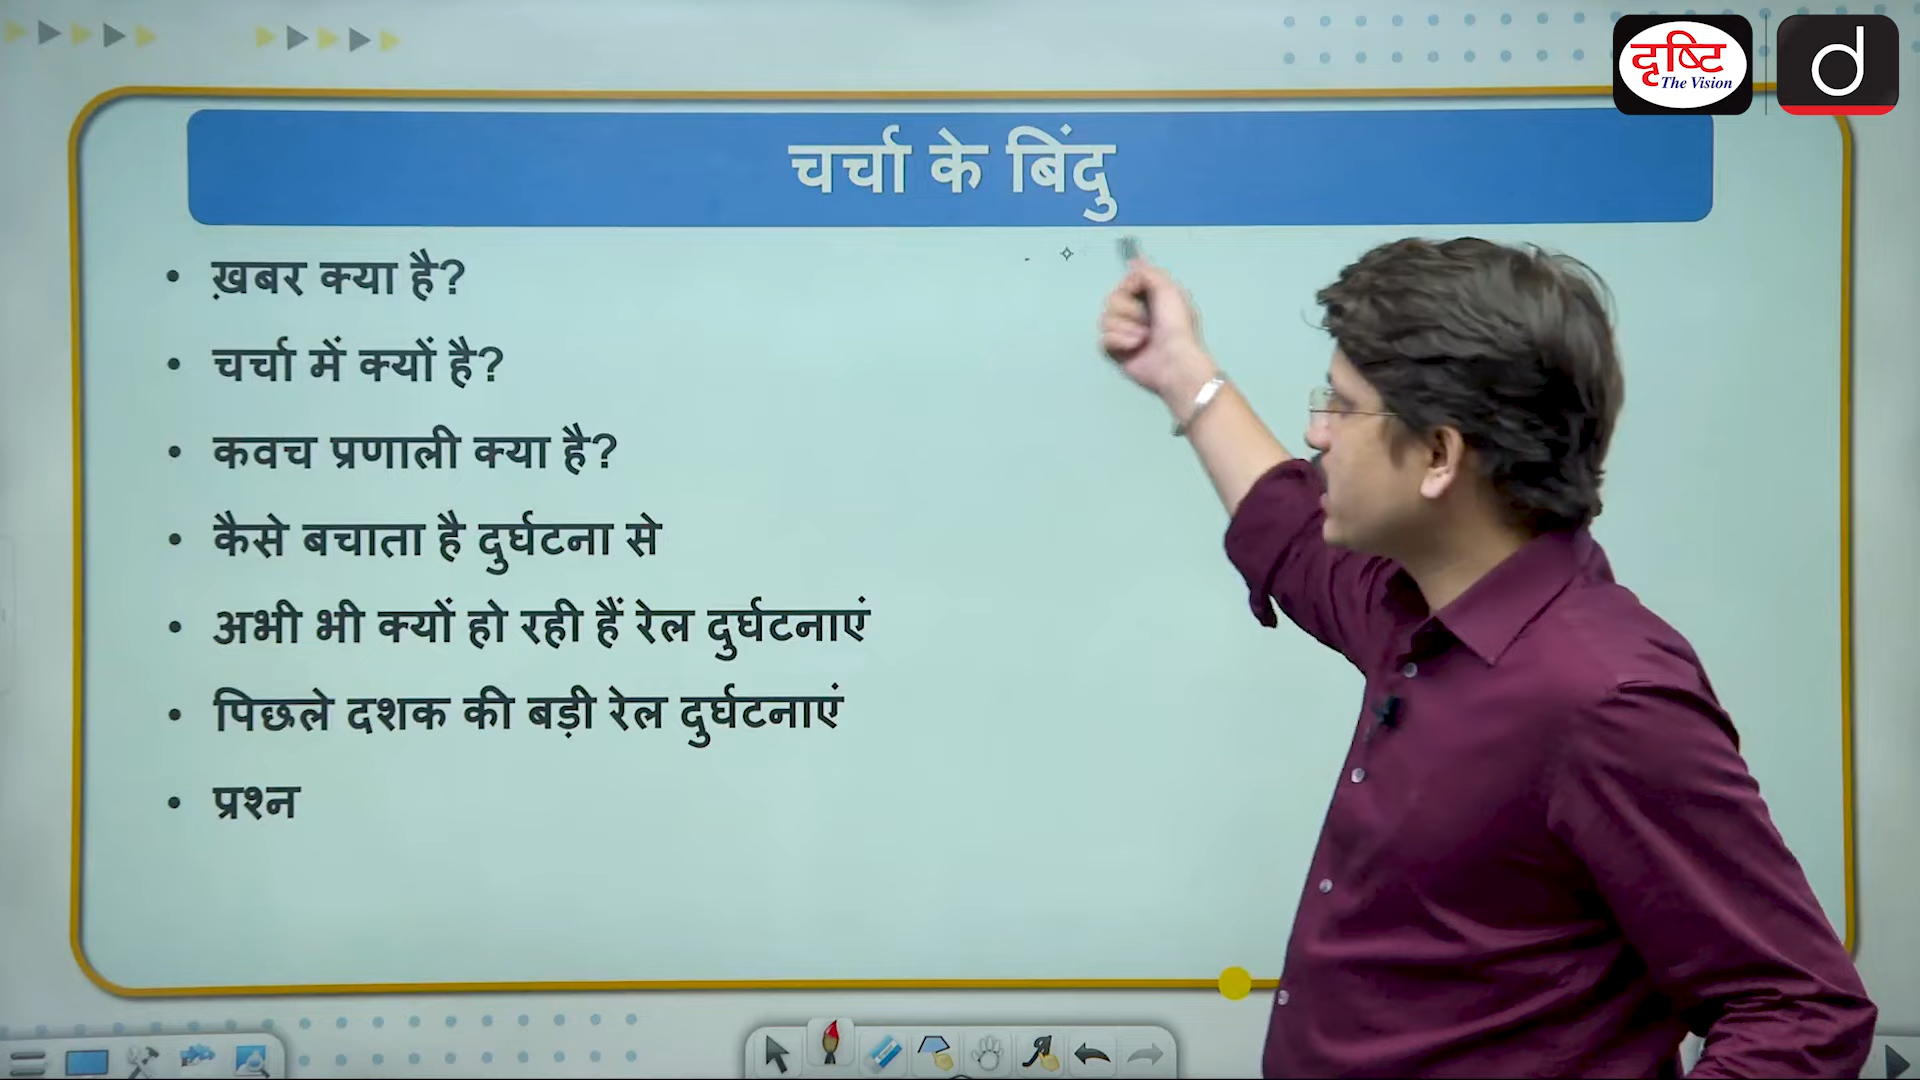 दृष्टि
The Vision
d
चर्चा के बिंदु
• ख़बर क्या है?
• चर्चा में क्यों है?
• कवच प्रणाली क्या है?
• कैसे बचाता है दुर्घटना से
• अभी भी क्यों हो रही हैं रेल दुर्घटनाएं
• पिछले दशक की बड़ी रेल दुर्घटनाएं
• प्रश्न